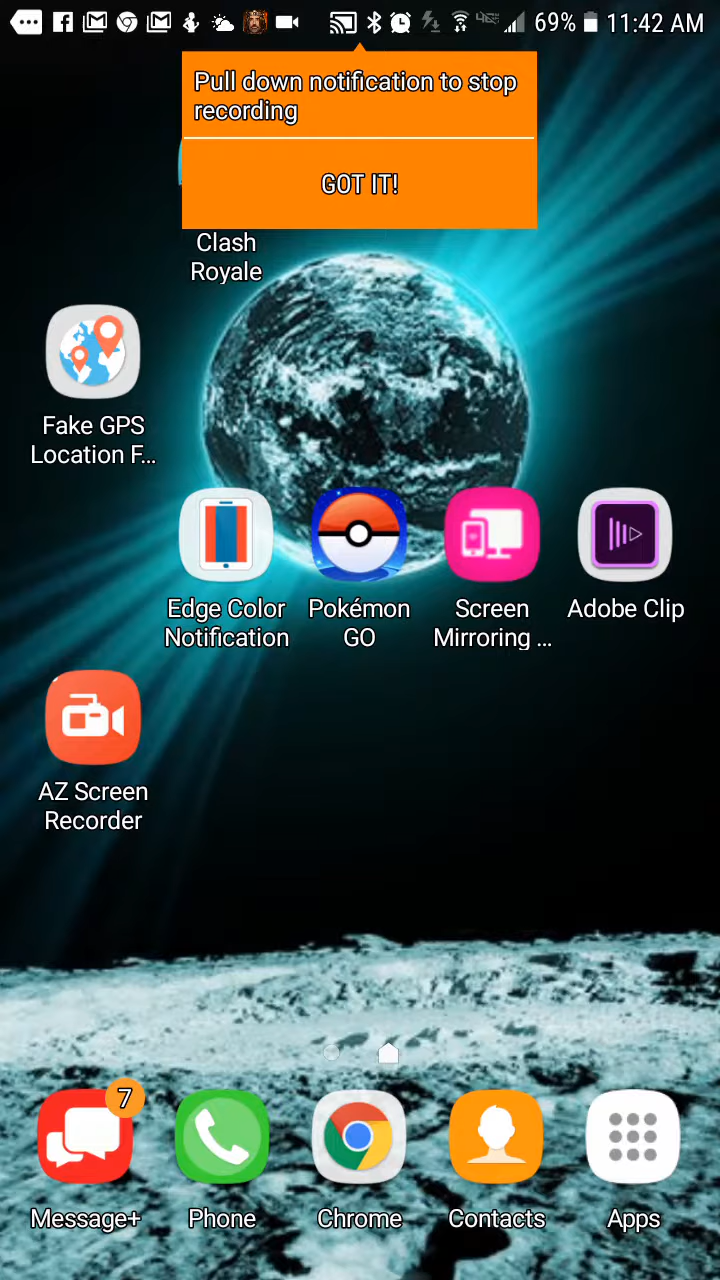 69% 11:42 AM
Pull down notification to stop
recording
GOT IT!
Clash
Royale
Fake GPS
Location F...
Edge Color
Notification
Pokémon
GO
Screen
Mirroring ...
Adobe Clip
AZ Screen
Recorder
7
Message+
Phone
Chrome
Contacts
Apps